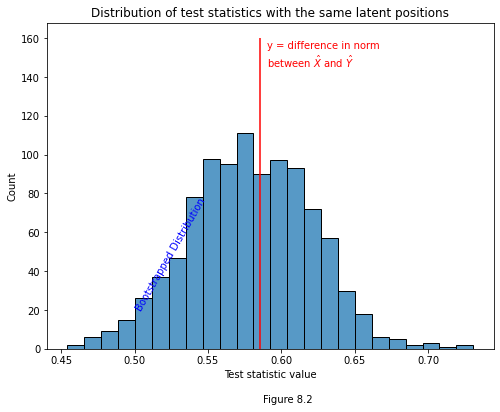 Distribution of test statistics with the same latent positions
160
140
120
100
80
60
40
20
0
Count
y = difference in norm
between X̂ and Ŷ
Bootstrapped Distribution
0.45 0.50 0.55 0.60 0.65 0.70
Test statistic value
Figure 8.2